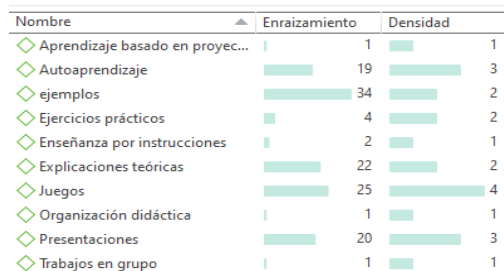 Nombre Enraizamiento Densidad
Aprendizaje basado en proyec... 1 1
Autoaprendizaje 19 3
ejemplos 34 2
Ejercicios prácticos 4 2
Enseñanza por instrucciones 2 1
Explicaciones teóricas 22 2
Juegos 25 4
Organización didáctica 1 1
Presentaciones 20 3
Trabajos en grupo 1 1